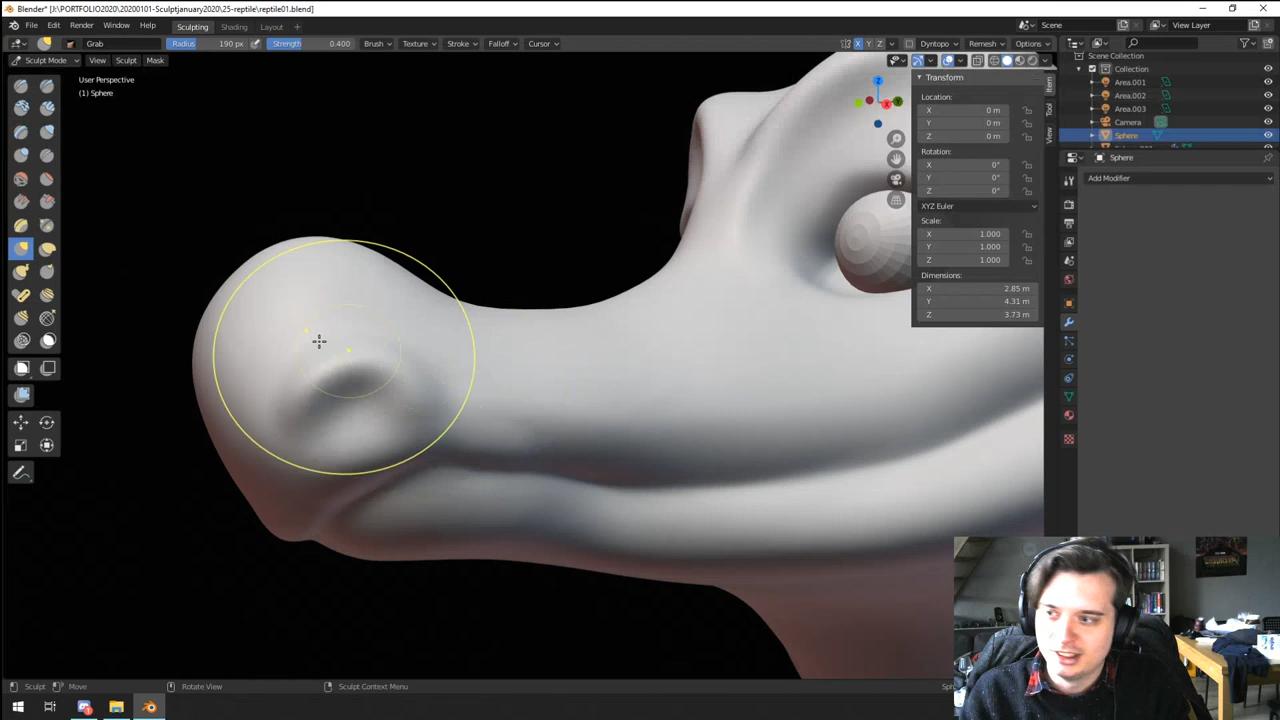 Blender* [J:\PORTFOLIO2020\20200101-Sculptjanuary2020\25-reptile\reptile01.blend]
File Edit Render Window Help Sculpting Shading Layout Scene View Layer
Grab Radius 190 px Strength 0.400 Brush Texture Stroke Falloff Cursor X Y Z Dyntopo Remesh Options
Sculpt Mode View Sculpt Mask
User Perspective
(1) Sphere
Transform
Location:
X 0 m
Y 0 m
Z 0 m
Rotation:
X 0°
Y 0°
Z 0°
XYZ Euler
Scale:
X 1.000
Y 1.000
Z 1.000
Dimensions:
X 2.85 m
Y 4.31 m
Z 3.73 m
Item
Tool
View
Z
X
Y
Scene Collection
Collection
Area.001
Area.002
Area.003
Camera
Sphere
Sphere
Add Modifier
Sculpt Move Rotate View Sculpt Context Menu